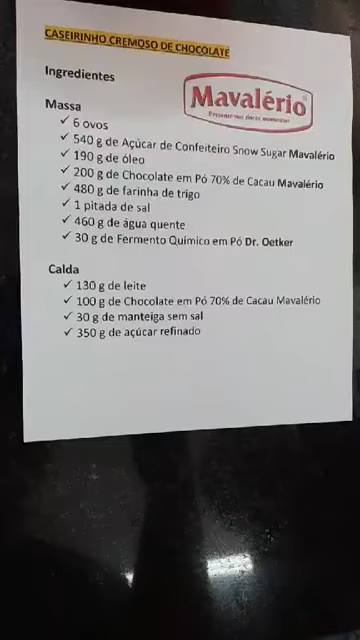 CASEIRINHO CREMOSO DE CHOCOLATE
Ingredientes
Mavalério
Massa
✓ 6 ovos
✓ 540 g de Açúcar de Confeiteiro Snow Sugar Mavalério
✓ 190 g de óleo
✓ 200 g de Chocolate em Pó 70% de Cacau Mavalério
✓ 480 g de farinha de trigo
✓ 1 pitada de sal
✓ 460 g de água quente
✓ 30 g de Fermento Químico em Pó Dr. Oetker
Calda
✓ 130 g de leite
✓ 100 g de Chocolate em Pó 70% de Cacau Mavalério
✓ 30 g de manteiga sem sal
✓ 350 g de açúcar refinado